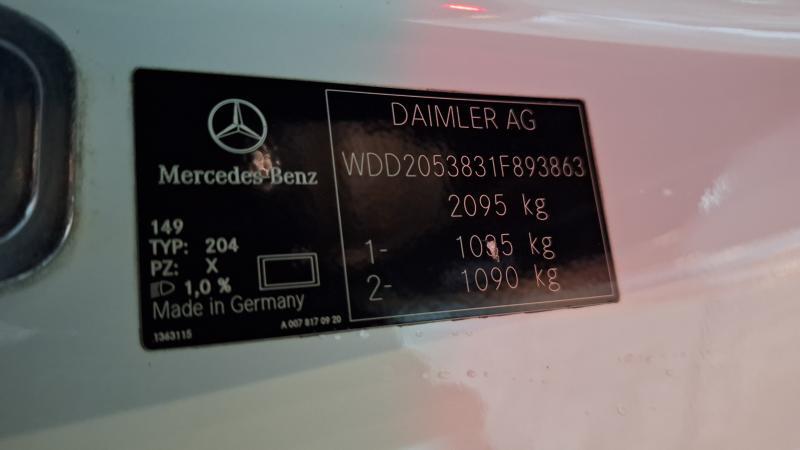 Mercedes-Benz
149
TYP: 204
PZ: X
1,0 %
Made in Germany
1363115
A 007 817 09 20
DAIMLER AG
WDD2053831F893863
2095 kg
1- kg
2- 1090 kg